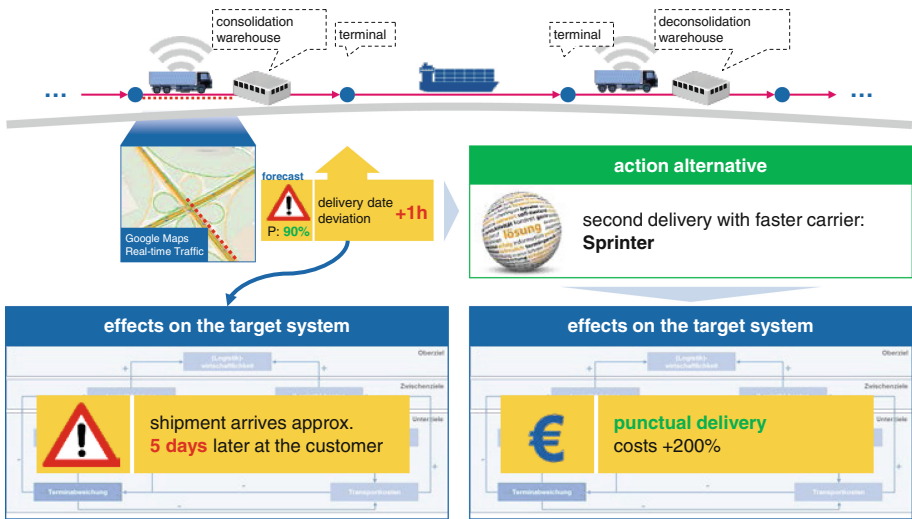 consolidation
warehouse
terminal
terminal
deconsolidation
warehouse
...
...
Google Maps
Real-time Traffic
forecast
P: 90%
delivery date
deviation
+1h
action alternative
lösung
second delivery with faster carrier:
Sprinter
effects on the target system
Oberziel
(Logistik)
wirtschaftlichkeit
+
+
Zwischenziele
Unterziele
shipment arrives approx.
5 days later at the customer
-
+
Terminabweichung
-
Transportkosten
-
effects on the target system
Oberziel
(Logistik)
wirtschaftlichkeit
+
+
Zwischenziele
Unterziele
€
punctual delivery
costs +200%
-
+
Terminabweichung
-
Transportkosten
-